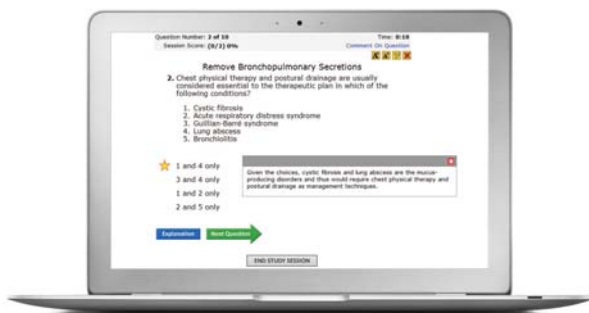 Question Number: 2 of 10
Time: 0:18
Session Score: (0/2) 0%
Comment On Question
Remove Bronchopulmonary Secretions
2. Chest physical therapy and postural drainage are usually
considered essential to the therapeutic plan in which of the
following conditions?
1. Cystic fibrosis
2. Acute respiratory distress syndrome
3. Guillian-Barré syndrome
4. Lung abscess
5. Bronchiolitis
1 and 4 only
3 and 4 only
1 and 2 only
2 and 5 only
Given the choices, cystic fibrosis and lung abscess are the mucus-
producing disorders and thus would require chest physical therapy and
postural drainage as management techniques.
Explanation
Next Question
END STUDY SESSION